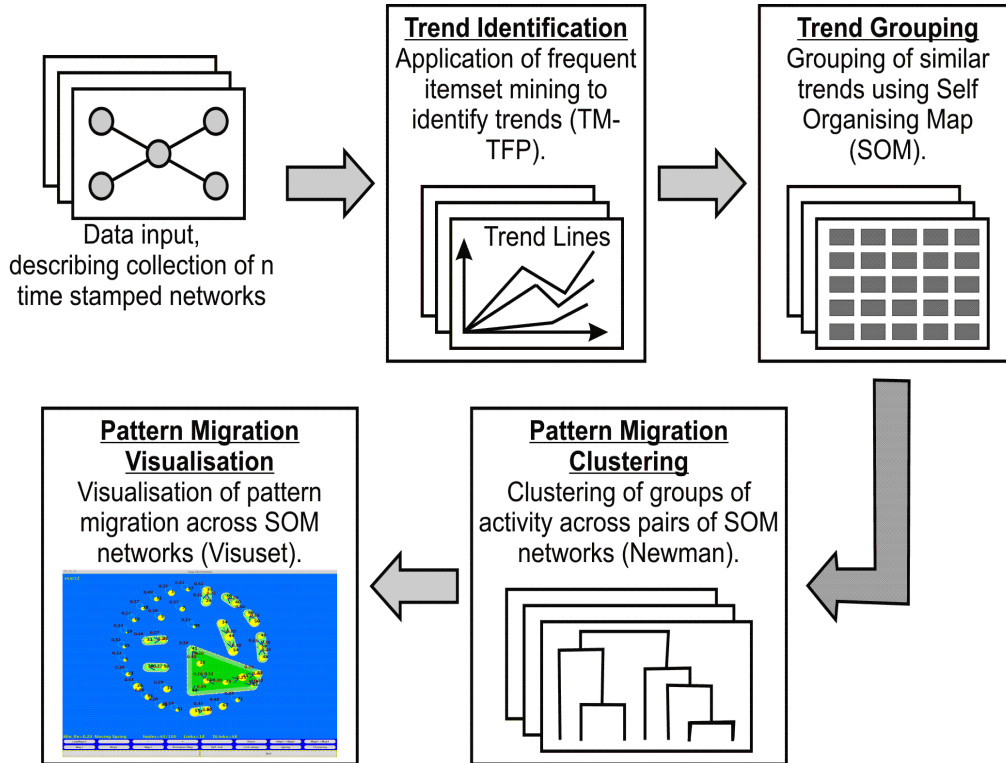 Data input,
describing collection of n
time stamped networks
Trend Identification
Application of frequent
itemset mining to
identify trends (TM-
TFP).
Trend Lines
Trend Grouping
Grouping of similar
trends using Self
Organising Map
(SOM).
Pattern Migration
Clustering
Clustering of groups of
activity across pairs of SOM
networks (Newman).
Pattern Migration
Visualisation
Visualisation of pattern
migration across SOM
networks (Visuset).